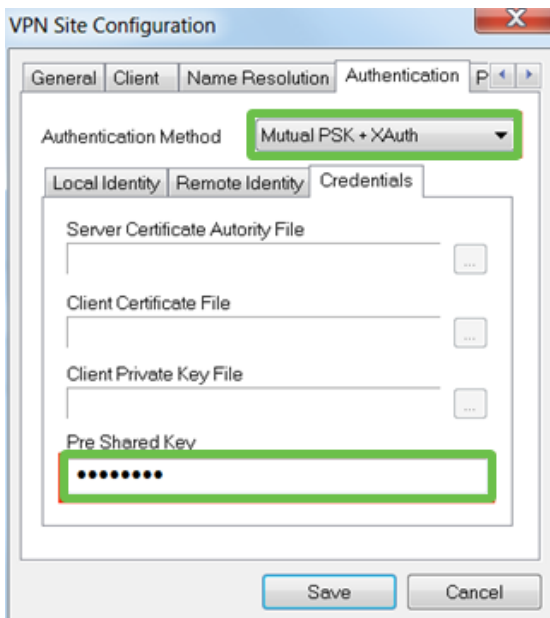 VPN Site Configuration
General Client Name Resolution Authentication P
Authentication Method Mutual PSK + XAuth
Local Identity Remote Identity Credentials
Server Certificate Autority File
...
Client Certificate File
...
Client Private Key File
...
Pre Shared Key
••••••••
Save Cancel